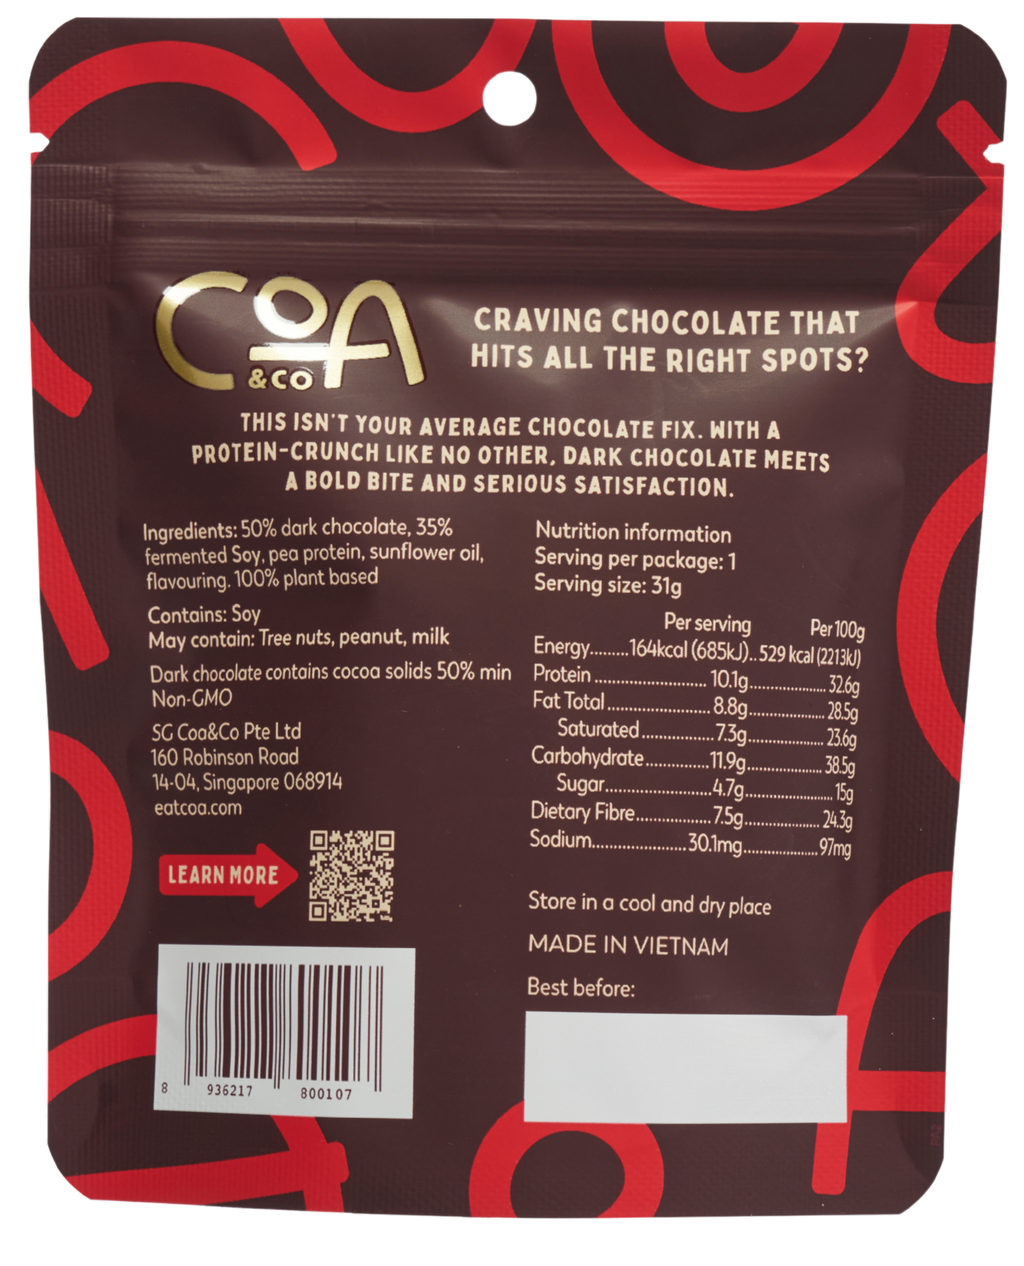 COA
&CO
CRAVING CHOCOLATE THAT
HITS ALL THE RIGHT SPOTS?
THIS ISN'T YOUR AVERAGE CHOCOLATE FIX. WITH A
PROTEIN-CRUNCH LIKE NO OTHER, DARK CHOCOLATE MEETS
A BOLD BITE AND SERIOUS SATISFACTION.
Ingredients: 50% dark chocolate, 35%
fermented Soy, pea protein, sunflower oil,
flavouring. 100% plant based
Contains: Soy
May contain: Tree nuts, peanut, milk
Dark chocolate contains cocoa solids 50% min
Non-GMO
SG Coa&Co Pte Ltd
160 Robinson Road
14-04, Singapore 068914
eatcoa.com
LEARN MORE
8 936217 800107
Nutrition information
Serving per package: 1
Serving size: 31g
Per serving Per 100g
Energy........164kcal (685kJ)..529 kcal (2213kJ)
Protein............................10.1g....................32.6g
Fat Total..........................8.8g....................28.5g
Saturated..................7.3g....................23.6g
Carbohydrate................11.9g....................38.5g
Sugar...........................4.7g......................15g
Dietary Fibre...................7.5g....................24.3g
Sodium........................30.1mg...................97mg
Store in a cool and dry place
MADE IN VIETNAM
Best before: